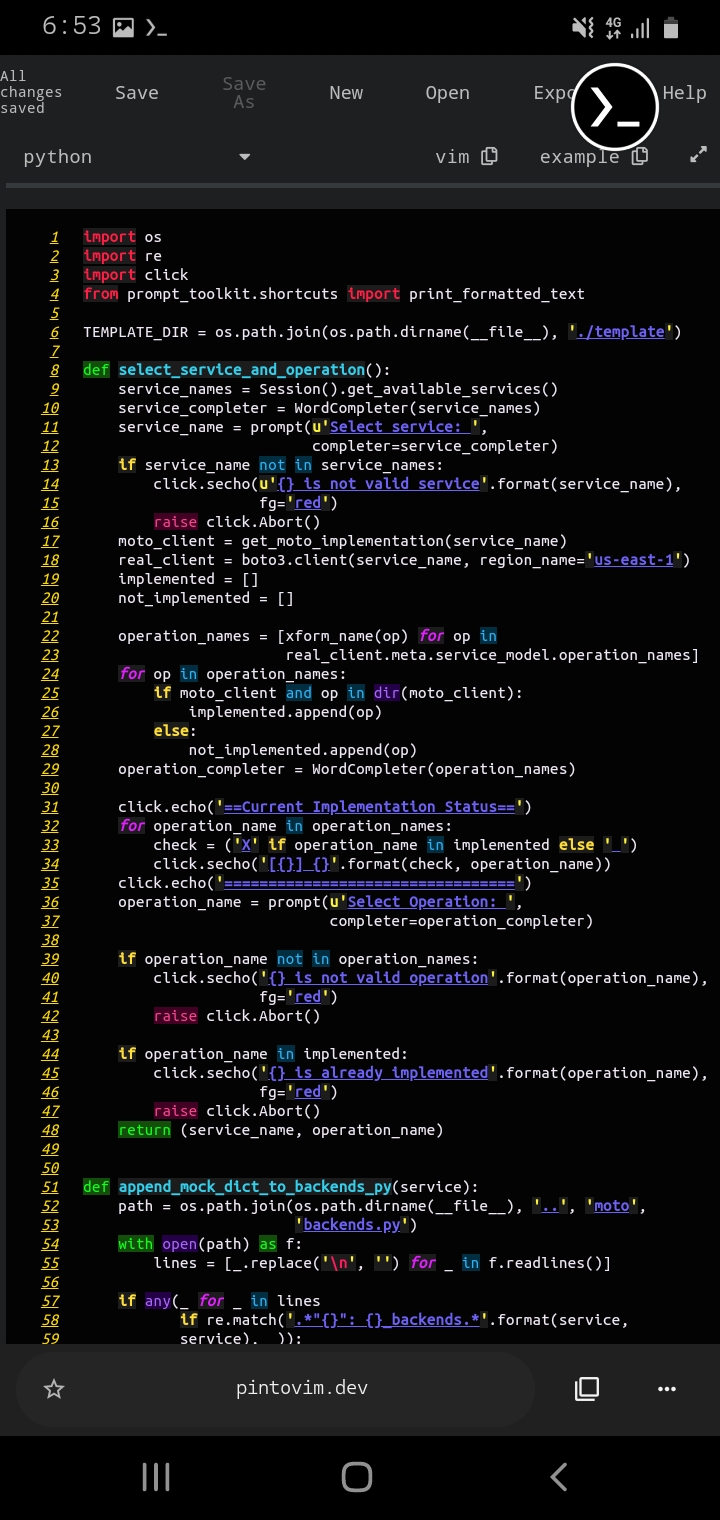 6:53
4G
All changes saved
Save
Save As
New
Open
Expo
Help
python
vim
example
1 import os
2 import re
3 import click
4 from prompt_toolkit.shortcuts import print_formatted_text
5
6 TEMPLATE_DIR = os.path.join(os.path.dirname(__file__), './template')
7
8 def select_service_and_operation():
9     service_names = Session().get_available_services()
10     service_completer = WordCompleter(service_names)
11     service_name = prompt(u'Select service: ',
12                           completer=service_completer)
13     if service_name not in service_names:
14         click.secho(u'{} is not valid service'.format(service_name),
15                     fg='red')
16         raise click.Abort()
17     moto_client = get_moto_implementation(service_name)
18     real_client = boto3.client(service_name, region_name='us-east-1')
19     implemented = []
20     not_implemented = []
21
22     operation_names = [xform_name(op) for op in
23                        real_client.meta.service_model.operation_names]
24     for op in operation_names:
25         if moto_client and op in dir(moto_client):
26             implemented.append(op)
27         else:
28             not_implemented.append(op)
29     operation_completer = WordCompleter(operation_names)
30
31     click.echo('==Current Implementation Status==')
32     for operation_name in operation_names:
33         check = ('X' if operation_name in implemented else ' ')
34         click.secho('[{}] {}'.format(check, operation_name))
35     click.echo('=================================')
36     operation_name = prompt(u'Select Operation: ',
37                             completer=operation_completer)
38
39     if operation_name not in operation_names:
40         click.secho('{} is not valid operation'.format(operation_name),
41                     fg='red')
42         raise click.Abort()
43
44     if operation_name in implemented:
45         click.secho('{} is already implemented'.format(operation_name),
46                     fg='red')
47         raise click.Abort()
48     return (service_name, operation_name)
49
50
51 def append_mock_dict_to_backends_py(service):
52     path = os.path.join(os.path.dirname(__file__), '..', 'moto',
53                         'backends.py')
54     with open(path) as f:
55         lines = [_.replace('\n', '') for _ in f.readlines()]
56
57     if any(_ for _ in lines
58            if re.match('.*"{}": {}_backends.*'.format(service,
59            service), _)):
pintovim.dev